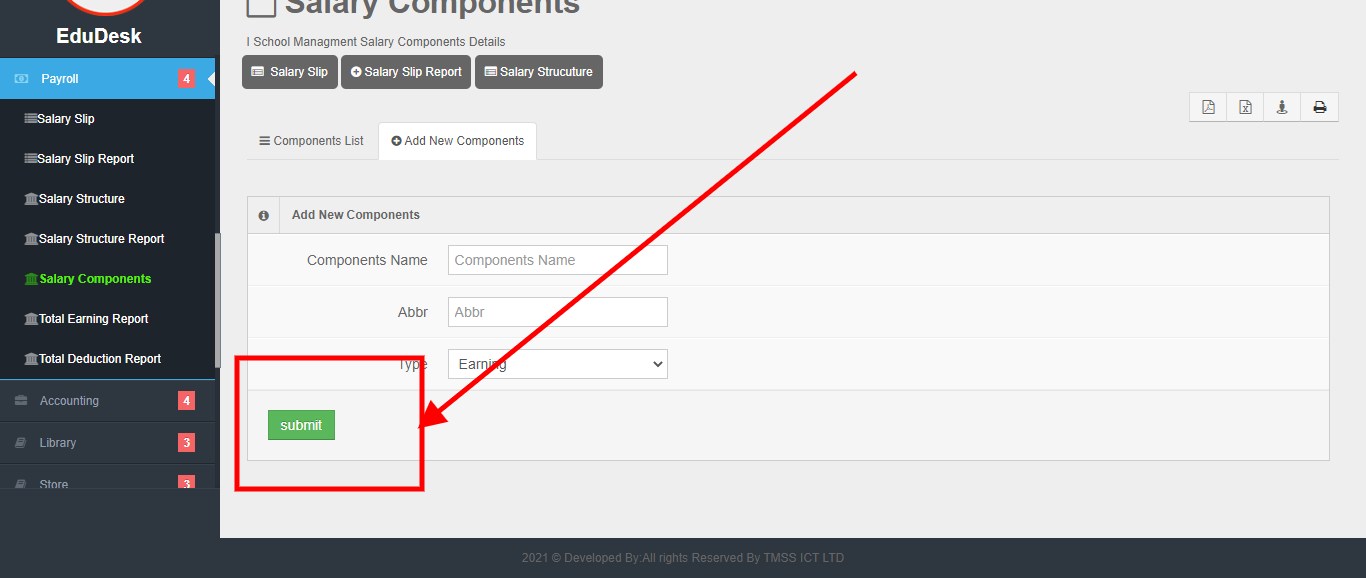 Salary Components
EduDesk
I School Managment Salary Components Details
Salary Slip
Salary Slip Report
Salary Strucuture
Payroll 4
Salary Slip
Salary Slip Report
Salary Structure
Salary Structure Report
Salary Components
Total Earning Report
Total Deduction Report
Accounting 4
Library 3
Store 3
Components List
Add New Components
Add New Components
Components Name Components Name
Abbr Abbr
Type Earning
submit
2021 © Developed By:All rights Reserved By TMSS ICT LTD